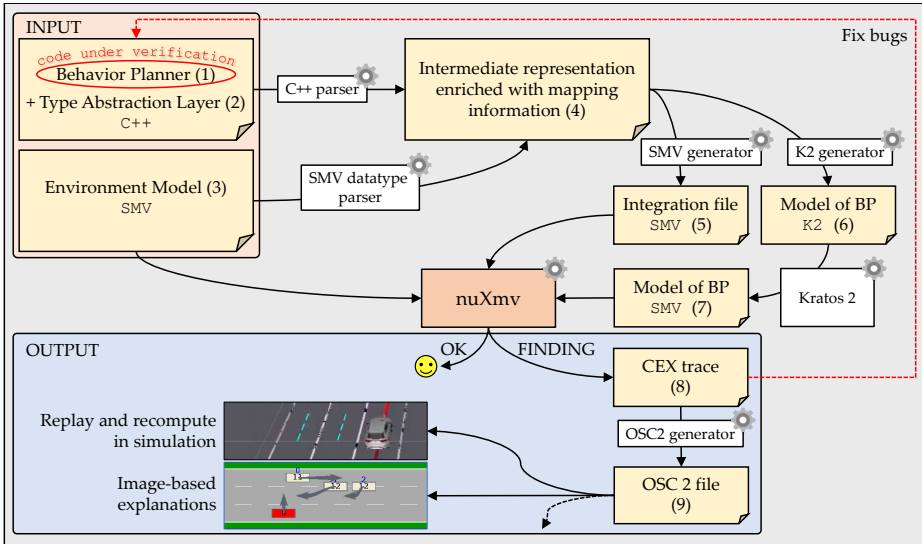 INPUT
Fix bugs
code under verification
Behavior Planner (1)
+ Type Abstraction Layer (2)
C++
C++ parser
Intermediate representation
enriched with mapping
information (4)
SMV generator
K2 generator
Environment Model (3)
SMV
SMV datatype
parser
Integration file
SMV (5)
Model of BP
K2 (6)
nuXmv
Model of BP
SMV (7)
Kratos 2
OUTPUT
OK
FINDING
CEX trace
(8)
Replay and recompute
in simulation
OSC2 generator
Image-based
explanations
OSC 2 file
(9)